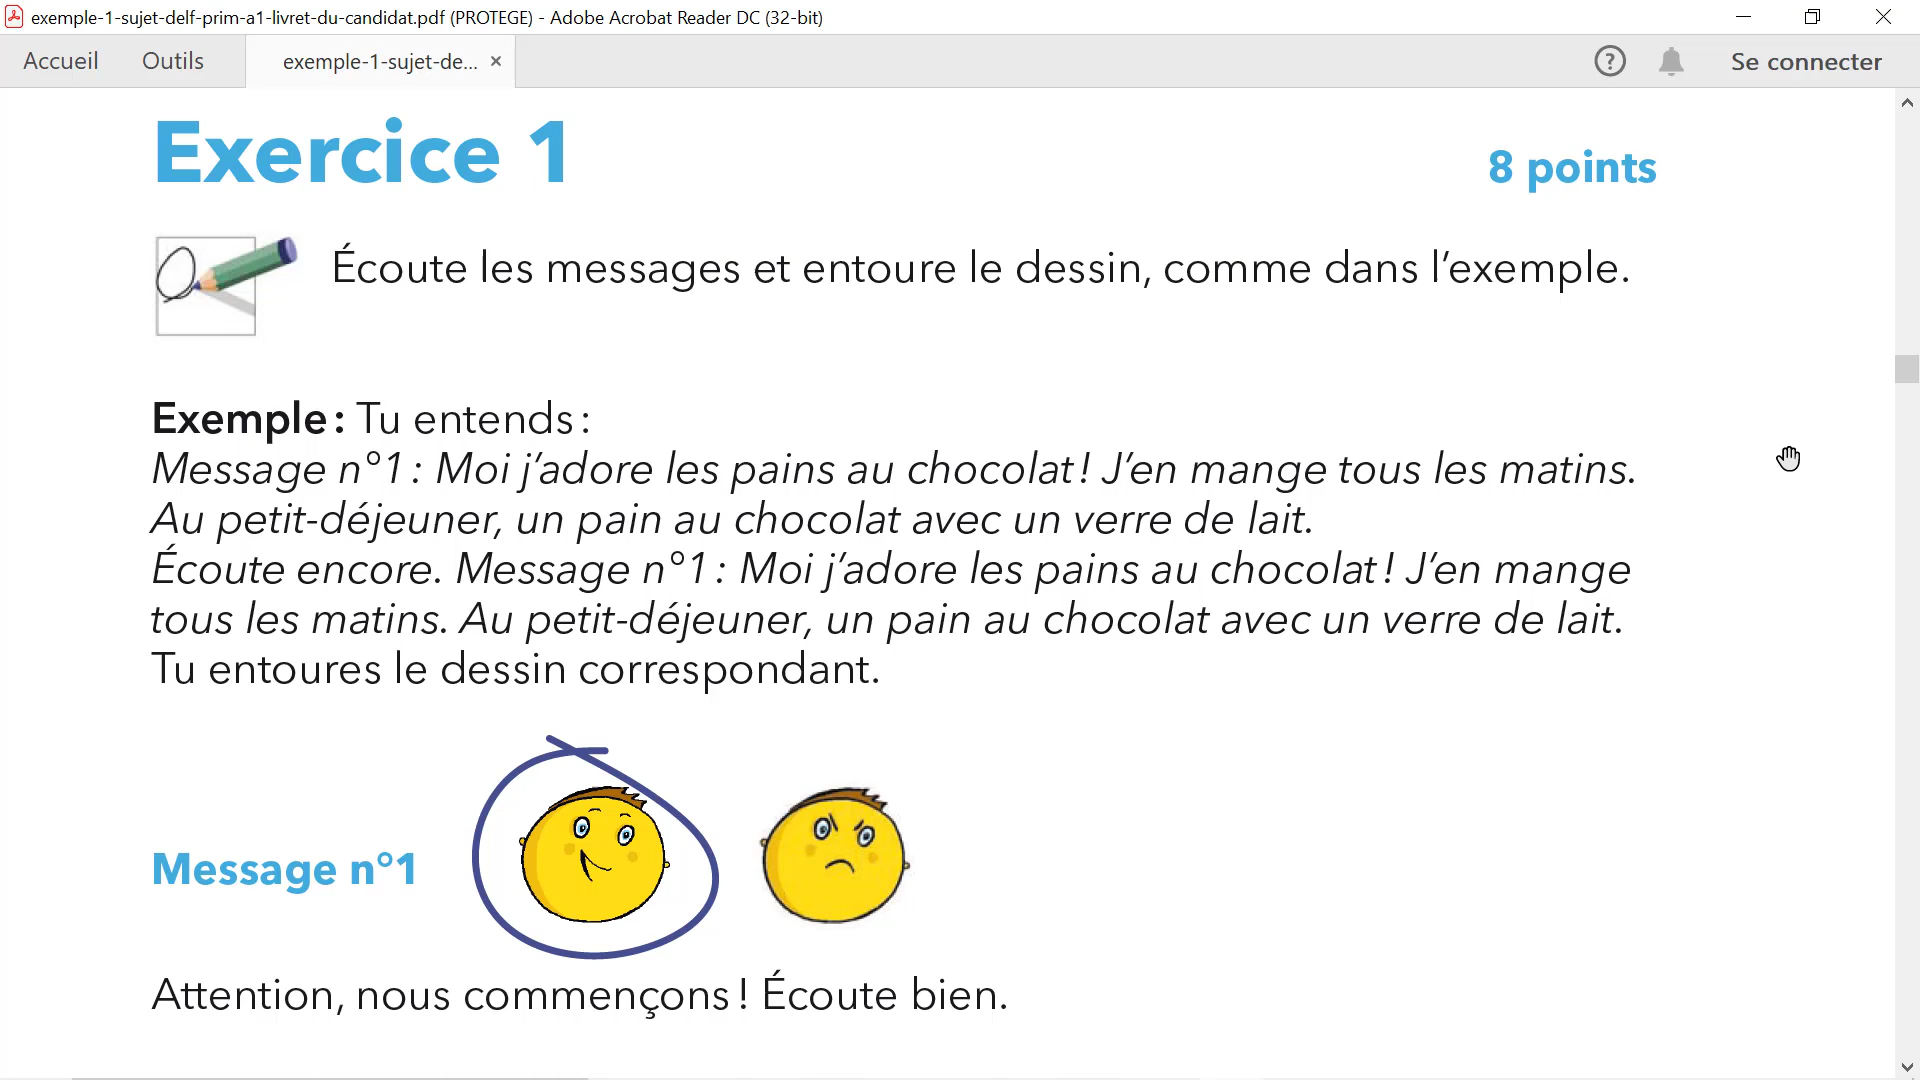 exemple-1-sujet-delf-prim-a1-livret-du-candidat.pdf (PROTEGE) - Adobe Acrobat Reader DC (32-bit)
Accueil Outils exemple-1-sujet-de... × ? Se connecter
Exercice 1
8 points
Écoute les messages et entoure le dessin, comme dans l’exemple.
Exemple : Tu entends :
Message n°1 : Moi j’adore les pains au chocolat ! J’en mange tous les matins.
Au petit-déjeuner, un pain au chocolat avec un verre de lait.
Écoute encore. Message n°1 : Moi j’adore les pains au chocolat ! J’en mange
tous les matins. Au petit-déjeuner, un pain au chocolat avec un verre de lait.
Tu entoures le dessin correspondant.
Message n°1
Attention, nous commençons ! Écoute bien.